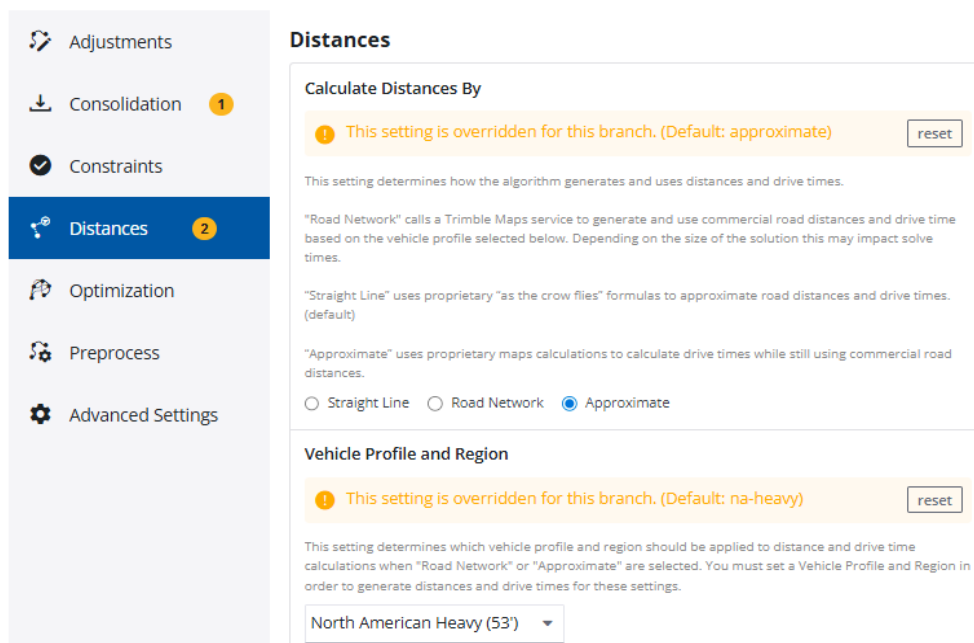 Adjustments
Consolidation 1
Constraints
Distances 2
Optimization
Preprocess
Advanced Settings
Distances
Calculate Distances By
This setting is overridden for this branch. (Default: approximate) reset
This setting determines how the algorithm generates and uses distances and drive times.
"Road Network" calls a Trimble Maps service to generate and use commercial road distances and drive time
based on the vehicle profile selected below. Depending on the size of the solution this may impact solve
times.
"Straight Line" uses proprietary "as the crow flies" formulas to approximate road distances and drive times.
(default)
"Approximate" uses proprietary maps calculations to calculate drive times while still using commercial road
distances.
Straight Line Road Network Approximate
Vehicle Profile and Region
This setting is overridden for this branch. (Default: na-heavy) reset
This setting determines which vehicle profile and region should be applied to distance and drive time
calculations when "Road Network" or "Approximate" are selected. You must set a Vehicle Profile and Region in
order to generate distances and drive times for these settings.
North American Heavy (53')